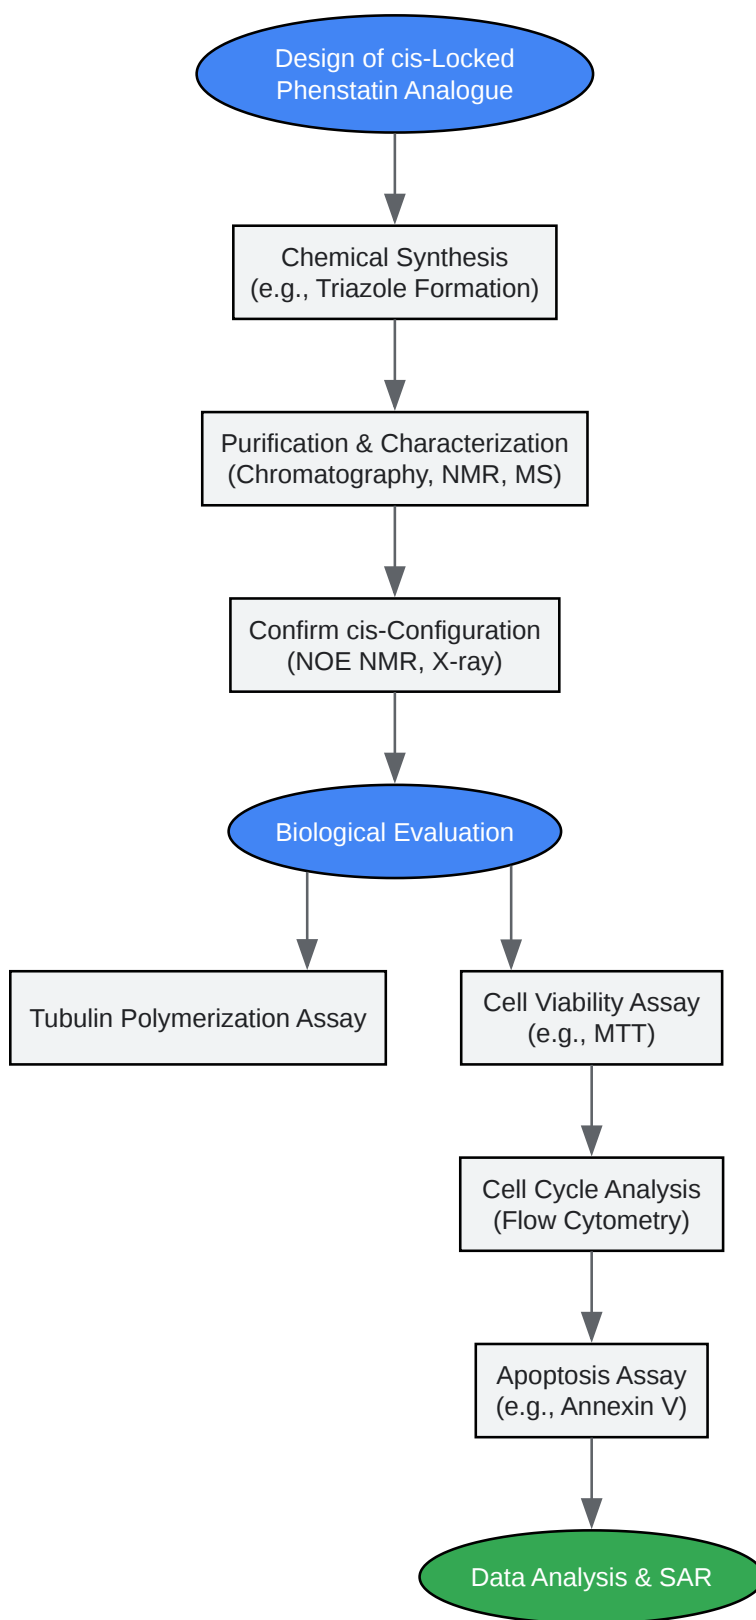 Design of cis-Locked
Phenstatin Analogue
Chemical Synthesis
(e.g., Triazole Formation)
Purification & Characterization
(Chromatography, NMR, MS)
Confirm cis-Configuration
(NOE NMR, X-ray)
Biological Evaluation
Tubulin Polymerization Assay
Cell Viability Assay
(e.g., MTT)
Cell Cycle Analysis
(Flow Cytometry)
Apoptosis Assay
(e.g., Annexin V)
Data Analysis & SAR